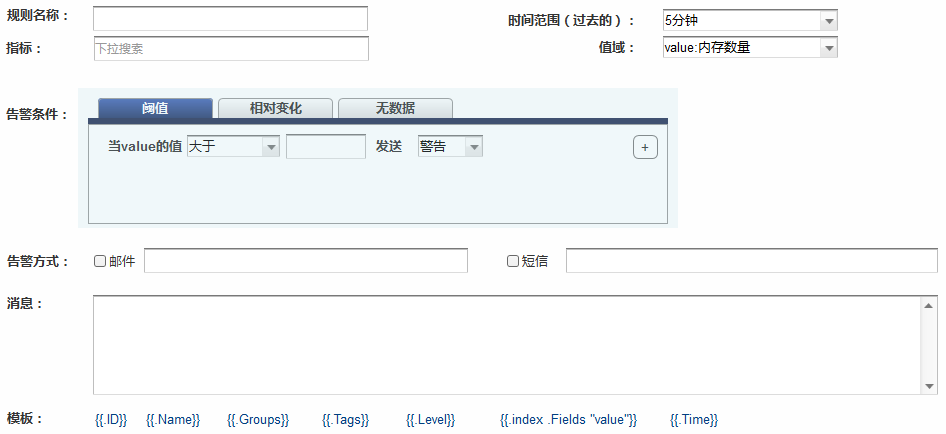 规则名称： 时间范围（过去的）： 5分钟
指标： 下拉搜索 值域： value:内存数量
告警条件： 阈值 相对变化 无数据
当value的值 大于 发送 警告 +
告警方式： 邮件 短信
消息：
模板： {{.ID}} {{.Name}} {{.Groups}} {{.Tags}} {{.Level}} {{.index .Fields "value"}} {{.Time}}